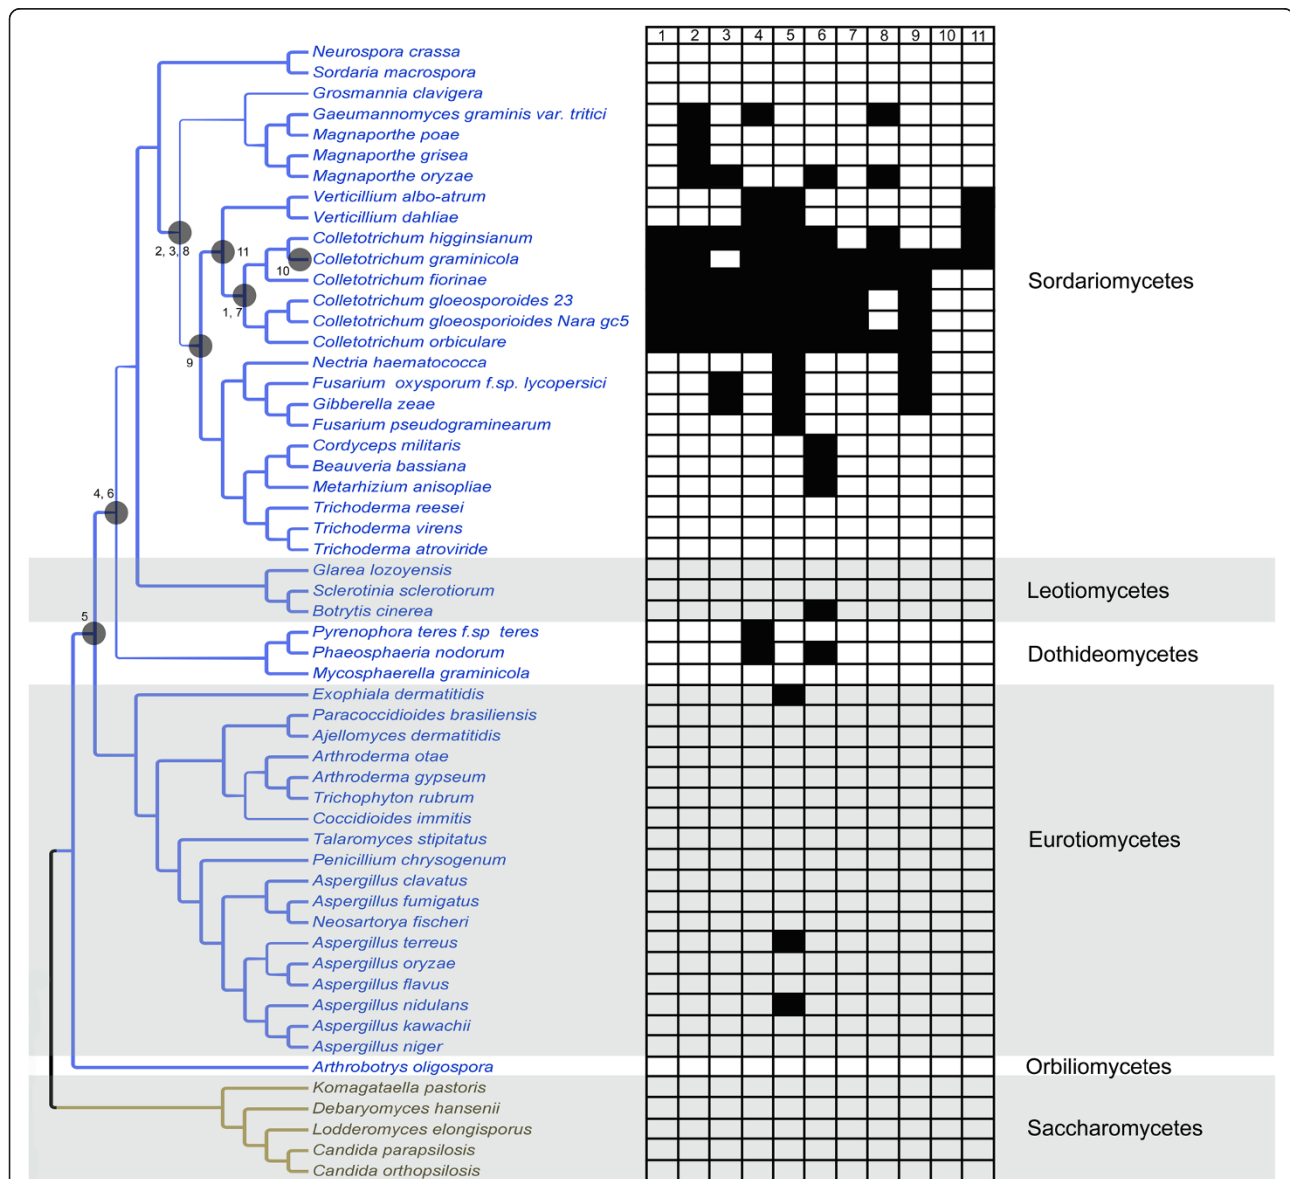 1 2 3 4 5 6 7 8 9 10 11
Neurospora crassa
Sordaria macrospora
Grosmannia clavigera
Gaeumannomyces graminis var. tritici
Magnaporthe poae
Magnaporthe grisea
Magnaporthe oryzae
Verticillium albo-atrum
Verticillium dahliae
2, 3, 8
Colletotrichum higginsianum
11
Colletotrichum graminicola
10
Colletotrichum fiorinae
Sordariomycetes
Colletotrichum gloeosporoides 23
1, 7
Colletotrichum gloeosporioides Nara gc5
Colletotrichum orbiculare
9
Nectria haematococca
Fusarium oxysporum f.sp. lycopersici
Gibberella zeae
Fusarium pseudograminearum
Cordyceps militaris
Beauveria bassiana
Metarhizium anisopliae
4, 6
Trichoderma reesei
Trichoderma virens
Trichoderma atroviride
Glarea lozoyensis
Sclerotinia sclerotiorum
Leotiomycetes
Botrytis cinerea
5
Pyrenophora teres f.sp teres
Phaeosphaeria nodorum
Dothideomycetes
Mycosphaerella graminicola
Exophiala dermatitidis
Paracoccidioides brasiliensis
Ajellomyces dermatitidis
Arthroderma otae
Arthroderma gypseum
Trichophyton rubrum
Coccidioides immitis
Talaromyces stipitatus
Eurotiomycetes
Penicillium chrysogenum
Aspergillus clavatus
Aspergillus fumigatus
Neosartorya fischeri
Aspergillus terreus
Aspergillus oryzae
Aspergillus flavus
Aspergillus nidulans
Aspergillus kawachii
Aspergillus niger
Arthrobotrys oligospora
Orbiliomycetes
Komagataella pastoris
Debaryomyces hansenii
Lodderomyces elongisporus
Saccharomycetes
Candida parapsilosis
Candida orthopsilosis